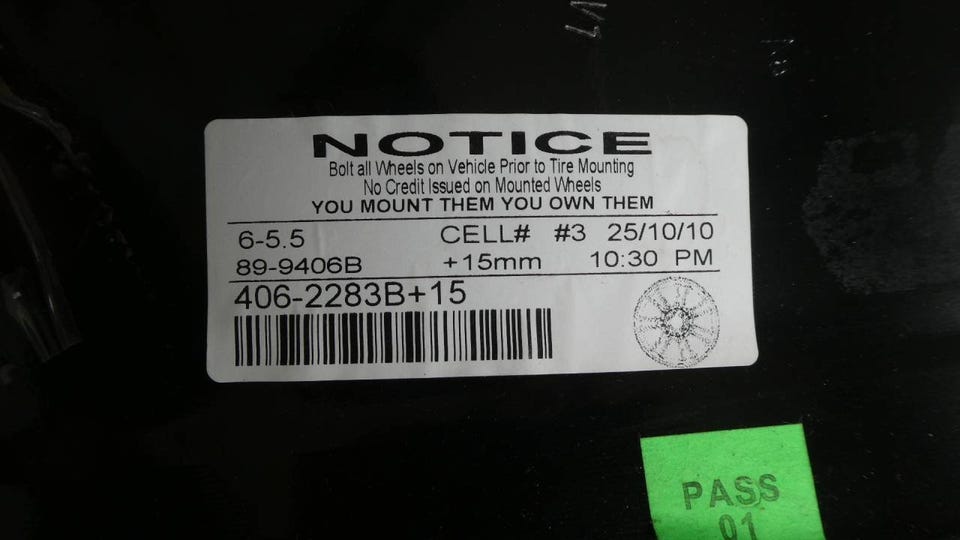 NOTICE
Bolt all Wheels on Vehicle Prior to Tire Mounting
No Credit Issued on Mounted Wheels
YOU MOUNT THEM YOU OWN THEM
6-5.5 CELL# #3 25/10/10
89-9406B +15mm 10:30 PM
406-2283B+15
PASS
01